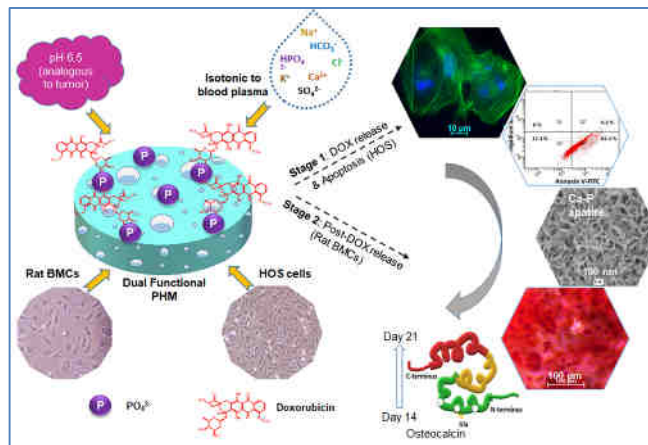 pH 6.5
(analogous
to tumor)
Isotonic to
blood plasma
Na⁺
HCO₃⁻
HPO₄
²⁻
Cl⁻
K⁺
Ca²⁺
SO₄²⁻
P
P
P
P
P
P
Dual Functional
PHM
Rat BMCs
HOS cells
P
PO₄³⁻
Doxorubicin
Stage 1: DOX release
& Apoptosis (HOS)
Stage 2: Post-DOX release
(Rat BMCs)
10 µm
Annexin V-FITC
Ca-P
apatite
100 nm
100 µm
Day 21
Day 14
C-terminus
N-terminus
Osteocalcin